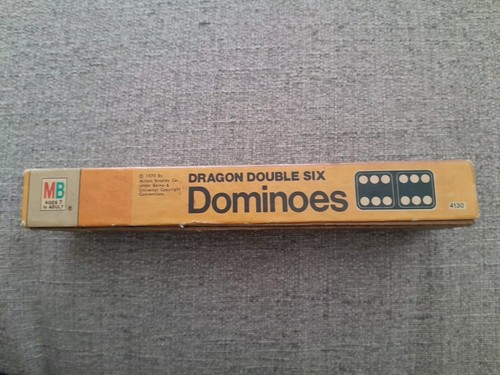 MB
AGES 7
to ADULT
®
© 1970 By
Milton Bradley Co.
under Berne &
Universal Copyright
Conventions.
DRAGON DOUBLE SIX
Dominoes
4130